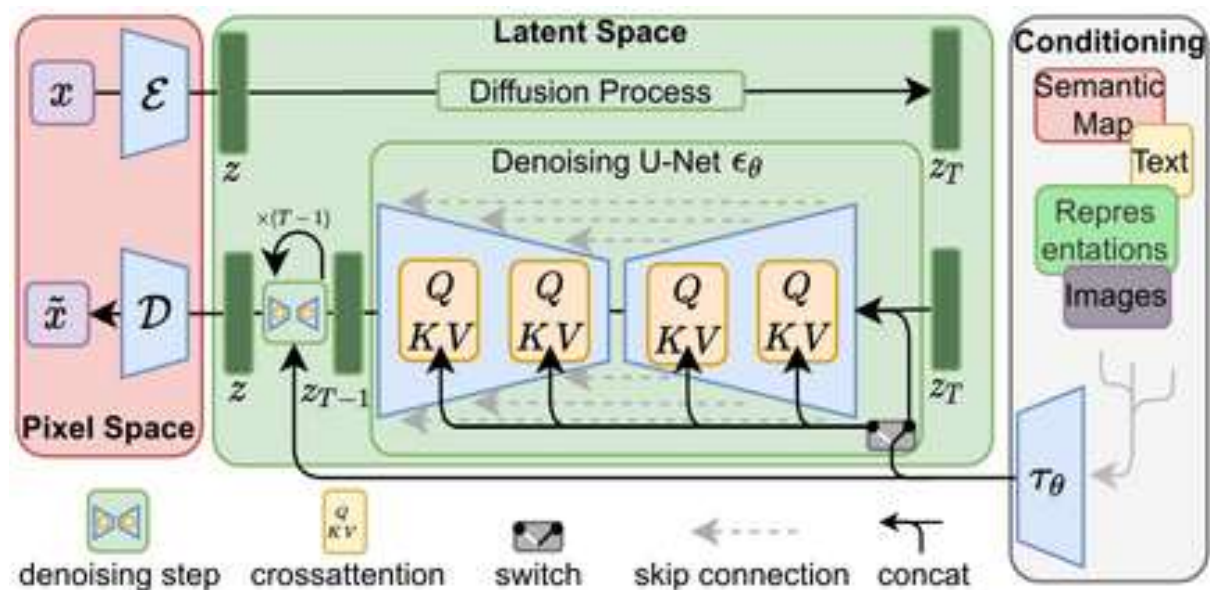 Latent Space
Conditioning
x
ℰ
z
Diffusion Process
z_T
Semantic
Map
Text
Repres
entations
Images
Denoising U-Net ϵ_θ
×(T−1)
x̃
𝒟
z
z_{T−1}
Q
KV
Q
KV
Q
KV
Q
KV
z_T
Pixel Space
τ_θ
Q
KV
denoising step
crossattention
switch
skip connection
concat